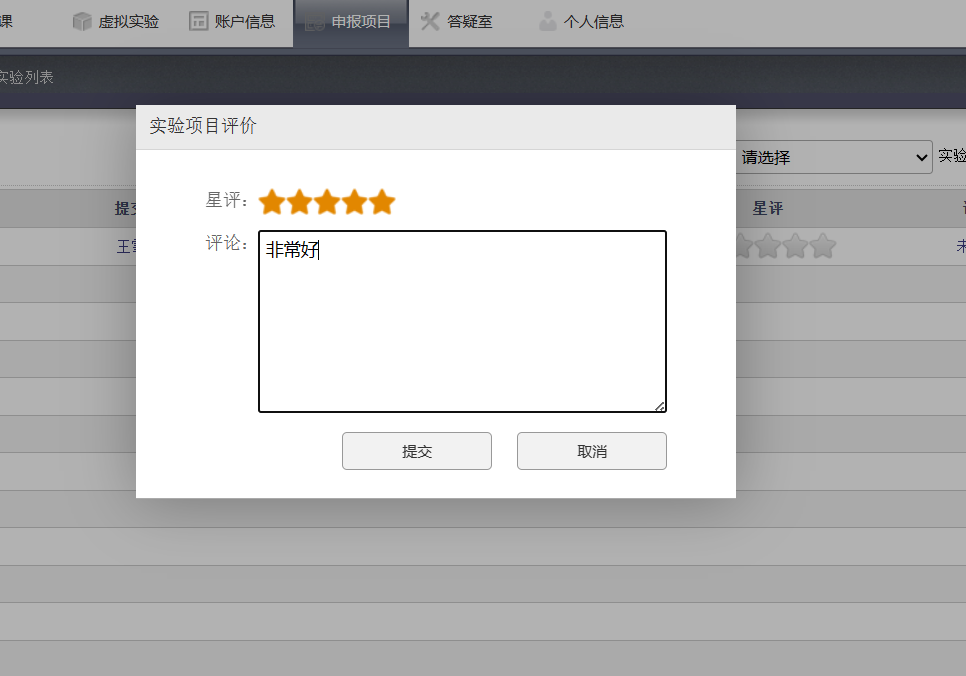 课 虚拟实验 账户信息 申报项目 答疑室 个人信息
实验列表
实验项目评价
请选择 实验
星评：
提交 星评
评论： 非常好
王
提交 取消